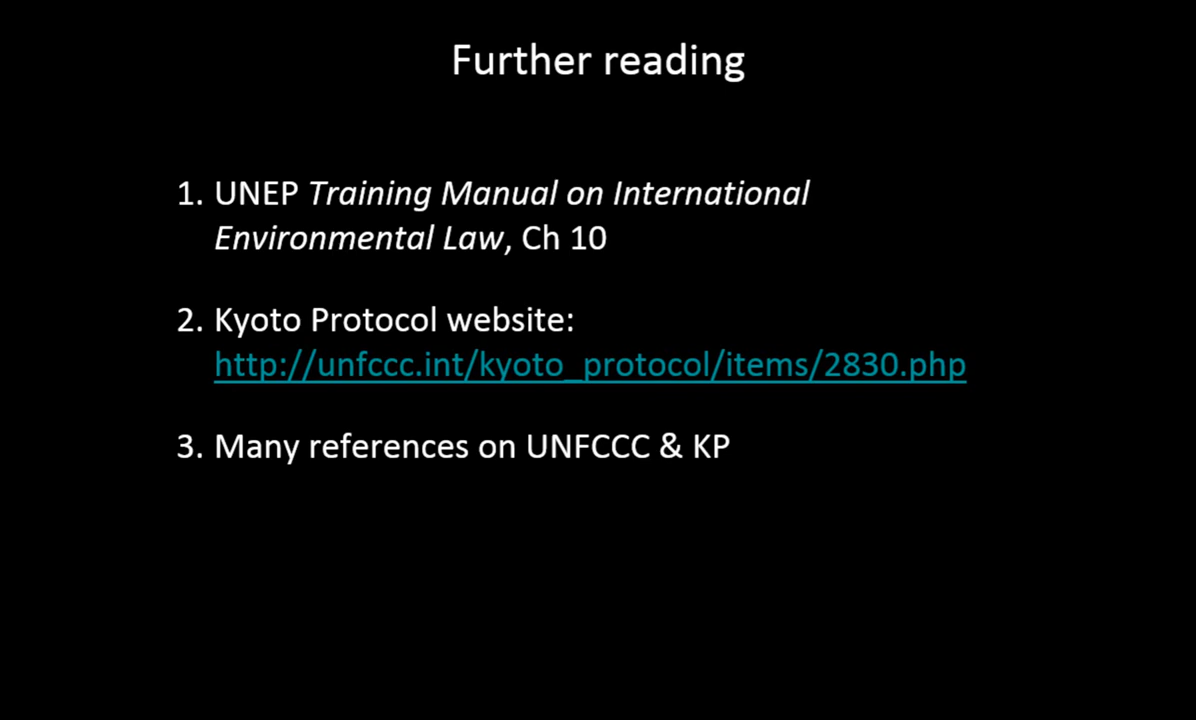 Further reading
1. UNEP Training Manual on International
Environmental Law, Ch 10
2. Kyoto Protocol website:
http://unfccc.int/kyoto_protocol/items/2830.php
3. Many references on UNFCCC & KP